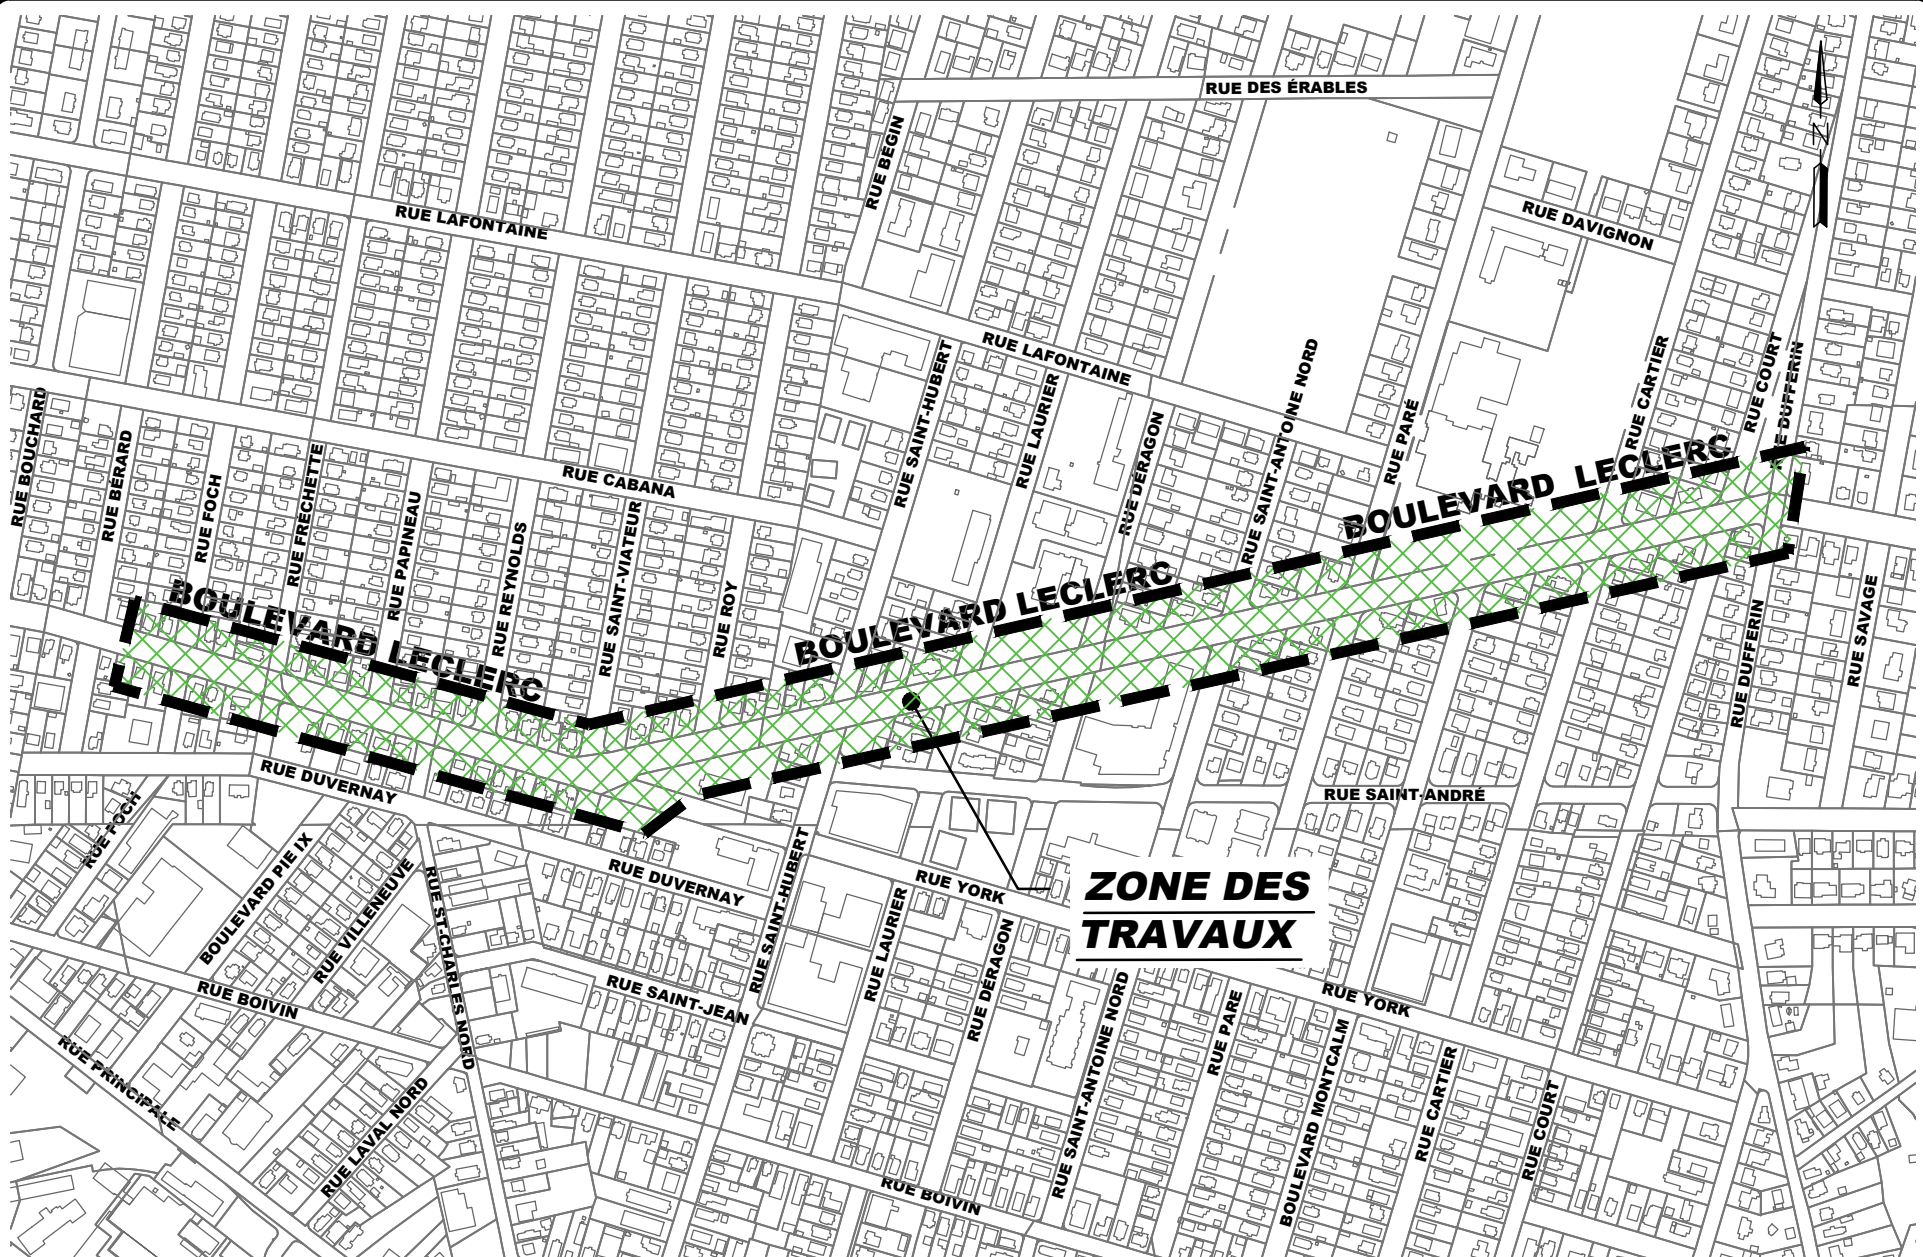 RUE DES ÉRABLES
RUE BEGIN
N
RUE LAFONTAINE
RUE DAVIGNON
RUE LAFONTAINE
RUE SAINT-HUBERT
RUE LAURIER
RUE DÉRAGON
RUE SAINT-ANTOINE NORD
RUE PARÉ
RUE CARTIER
RUE COURT
DUFFERIN
RUE BOUCHARD
RUE BÉRARD
RUE FOCH
RUE FRÉCHETTE
RUE PAPINEAU
RUE REYNOLDS
RUE CABANA
RUE SAINT-VIATEUR
RUE ROY
BOULEVARD LECLERC
BOULEVARD LECLERC
BOULEVARD LECLERC
RUE DUFFERIN
RUE SAVAGE
RUE DUVERNAY
RUE SAINT-ANDRÉ
RUE FOCH
BOULEVARD PIE IX
RUE VILLENEUVE
RUE ST-CHARLES NORD
RUE DUVERNAY
RUE SAINT-HUBERT
RUE YORK
RUE LAURIER
RUE DÉRAGON
ZONE DES
TRAVAUX
RUE BOIVIN
RUE SAINT-JEAN
RUE YORK
RUE PRINCIPALE
RUE LAVAL NORD
RUE SAINT-ANTOINE NORD
RUE PARE
BOULEVARD MONTCALM
RUE CARTIER
RUE COURT
RUE BOIVIN